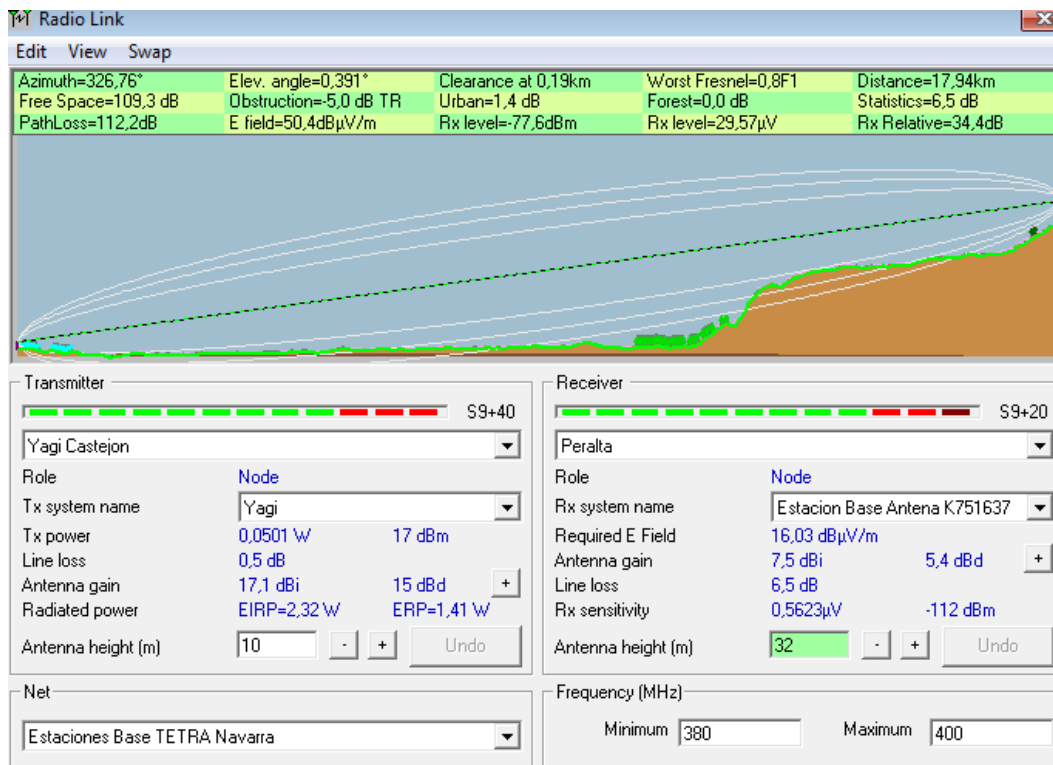 Radio Link
Edit View Swap
Azimuth=326,76° Elev. angle=0,391° Clearance at 0,19km Worst Fresnel=0,8F1 Distance=17,94km
Free Space=109,3 dB Obstruction=-5,0 dB TR Urban=1,4 dB Forest=0,0 dB Statistics=6,5 dB
PathLoss=112,2dB E field=50,4dBµV/m Rx level=-77,6dBm Rx level=29,57µV Rx Relative=34,4dB
Transmitter Receiver
S9+40 S9+20
Yagi Castejon Peralta
Role Node Role Node
Tx system name Yagi Rx system name Estacion Base Antena K751637
Tx power 0,0501 W 17 dBm Required E Field 16,03 dBµV/m
Line loss 0,5 dB Antenna gain 7,5 dBi 5,4 dBd +
Antenna gain 17,1 dBi 15 dBd + Line loss 6,5 dB
Radiated power EIRP=2,32 W ERP=1,41 W Rx sensitivity 0,5623µV -112 dBm
Antenna height (m) 10 - + Undo Antenna height (m) 32 - + Undo
Net Frequency (MHz)
Estaciones Base TETRA Navarra Minimum 380 Maximum 400